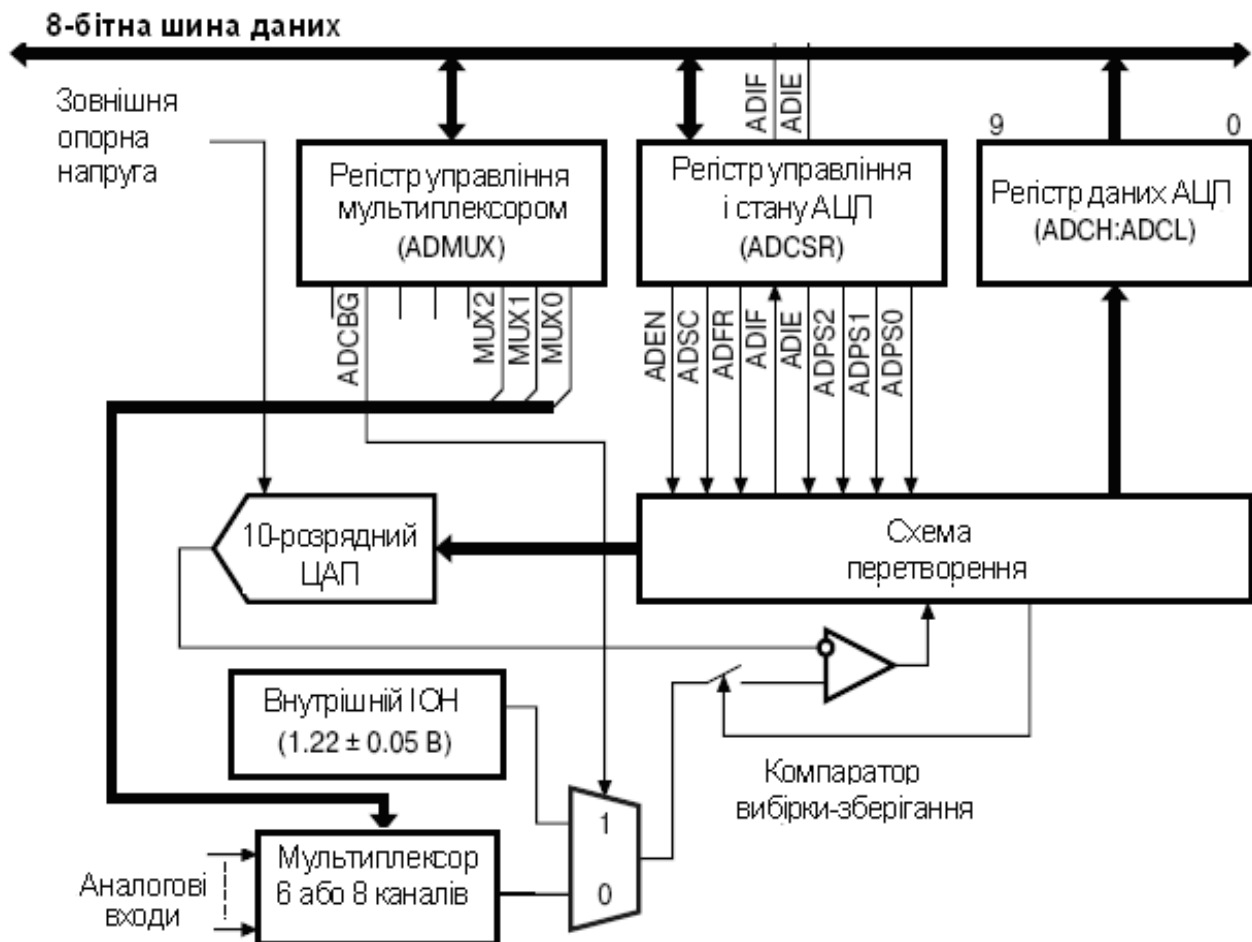 8-бітна шина даних
Зовнішня
опорна
напруга
ADIF
ADIE
9
0
Регістр управління
мультиплексором
(ADMUX)
Регістр управління
і стану АЦП
(ADCSR)
Регістр даних АЦП
(ADCH:ADCL)
ADCBG
MUX2
MUX1
MUX0
ADEN
ADSC
ADFR
ADIF
ADIE
ADPS2
ADPS1
ADPS0
10-розрядний
ЦАП
Схема
перетворення
Внутрішній ІОН
(1.22 ± 0.05 В)
Компаратор
вибірки-зберігання
1
0
Мультиплексор
6 або 8 каналів
Аналогові
входи